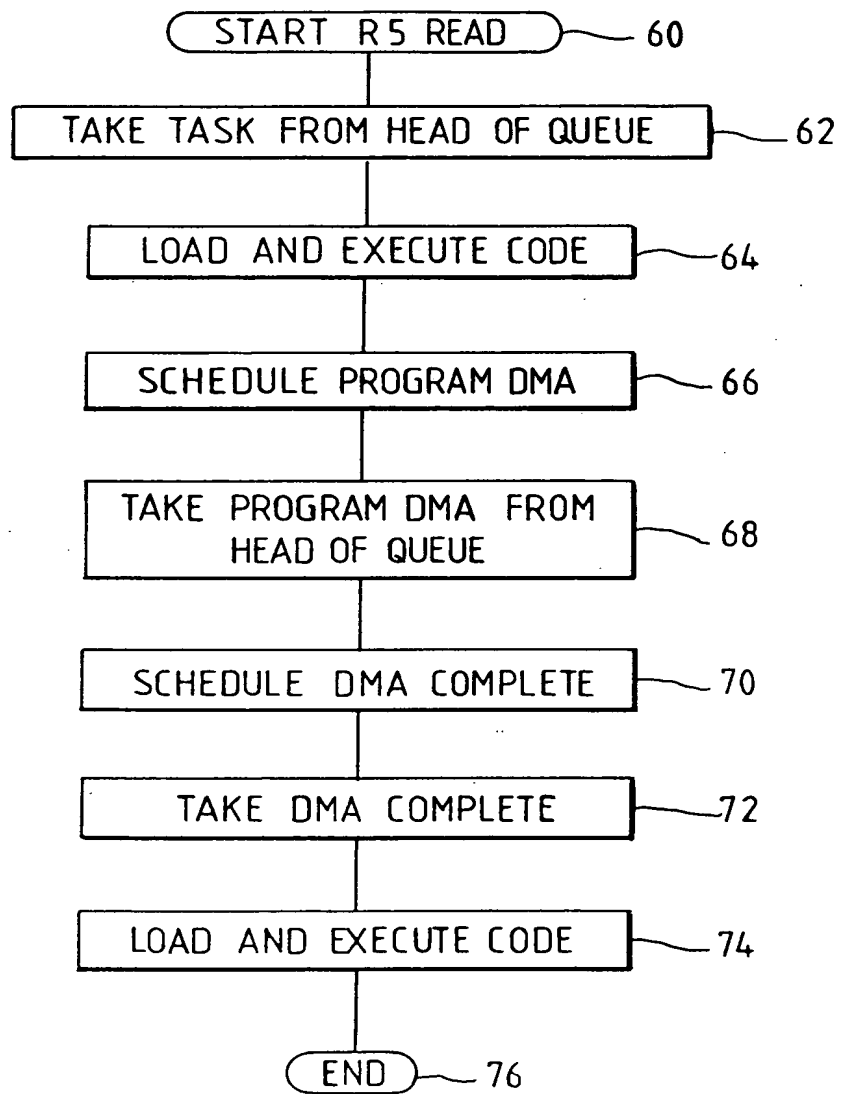 START R5 READ
60
TAKE TASK FROM HEAD OF QUEUE
62
LOAD AND EXECUTE CODE
64
SCHEDULE PROGRAM DMA
66
TAKE PROGRAM DMA FROM
HEAD OF QUEUE
68
SCHEDULE DMA COMPLETE
70
TAKE DMA COMPLETE
72
LOAD AND EXECUTE CODE
74
END
76